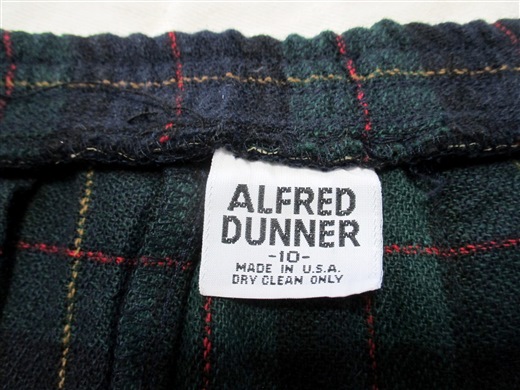 ALFRED
DUNNER
-10-
MADE IN U.S.A.
DRY CLEAN ONLY